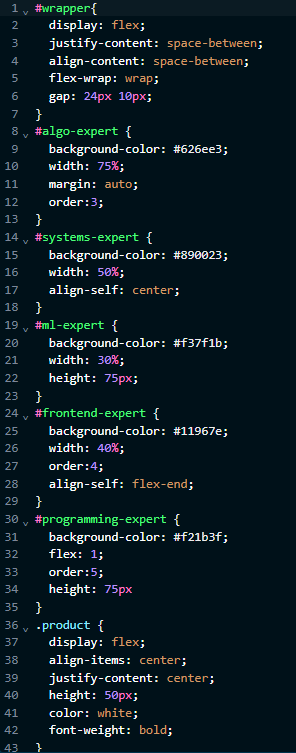 1 #wrapper{
2 display: flex;
3 justify-content: space-between;
4 align-content: space-between;
5 flex-wrap: wrap;
6 gap: 24px 10px;
7 }
8 #algo-expert {
9 background-color: #626ee3;
10 width: 75%;
11 margin: auto;
12 order:3;
13 }
14 #systems-expert {
15 background-color: #890023;
16 width: 50%;
17 align-self: center;
18 }
19 #ml-expert {
20 background-color: #f37f1b;
21 width: 30%;
22 height: 75px;
23 }
24 #frontend-expert {
25 background-color: #11967e;
26 width: 40%;
27 order:4;
28 align-self: flex-end;
29 }
30 #programming-expert {
31 background-color: #f21b3f;
32 flex: 1;
33 order:5;
34 height: 75px
35 }
36 .product {
37 display: flex;
38 align-items: center;
39 justify-content: center;
40 height: 50px;
41 color: white;
42 font-weight: bold;
43 }